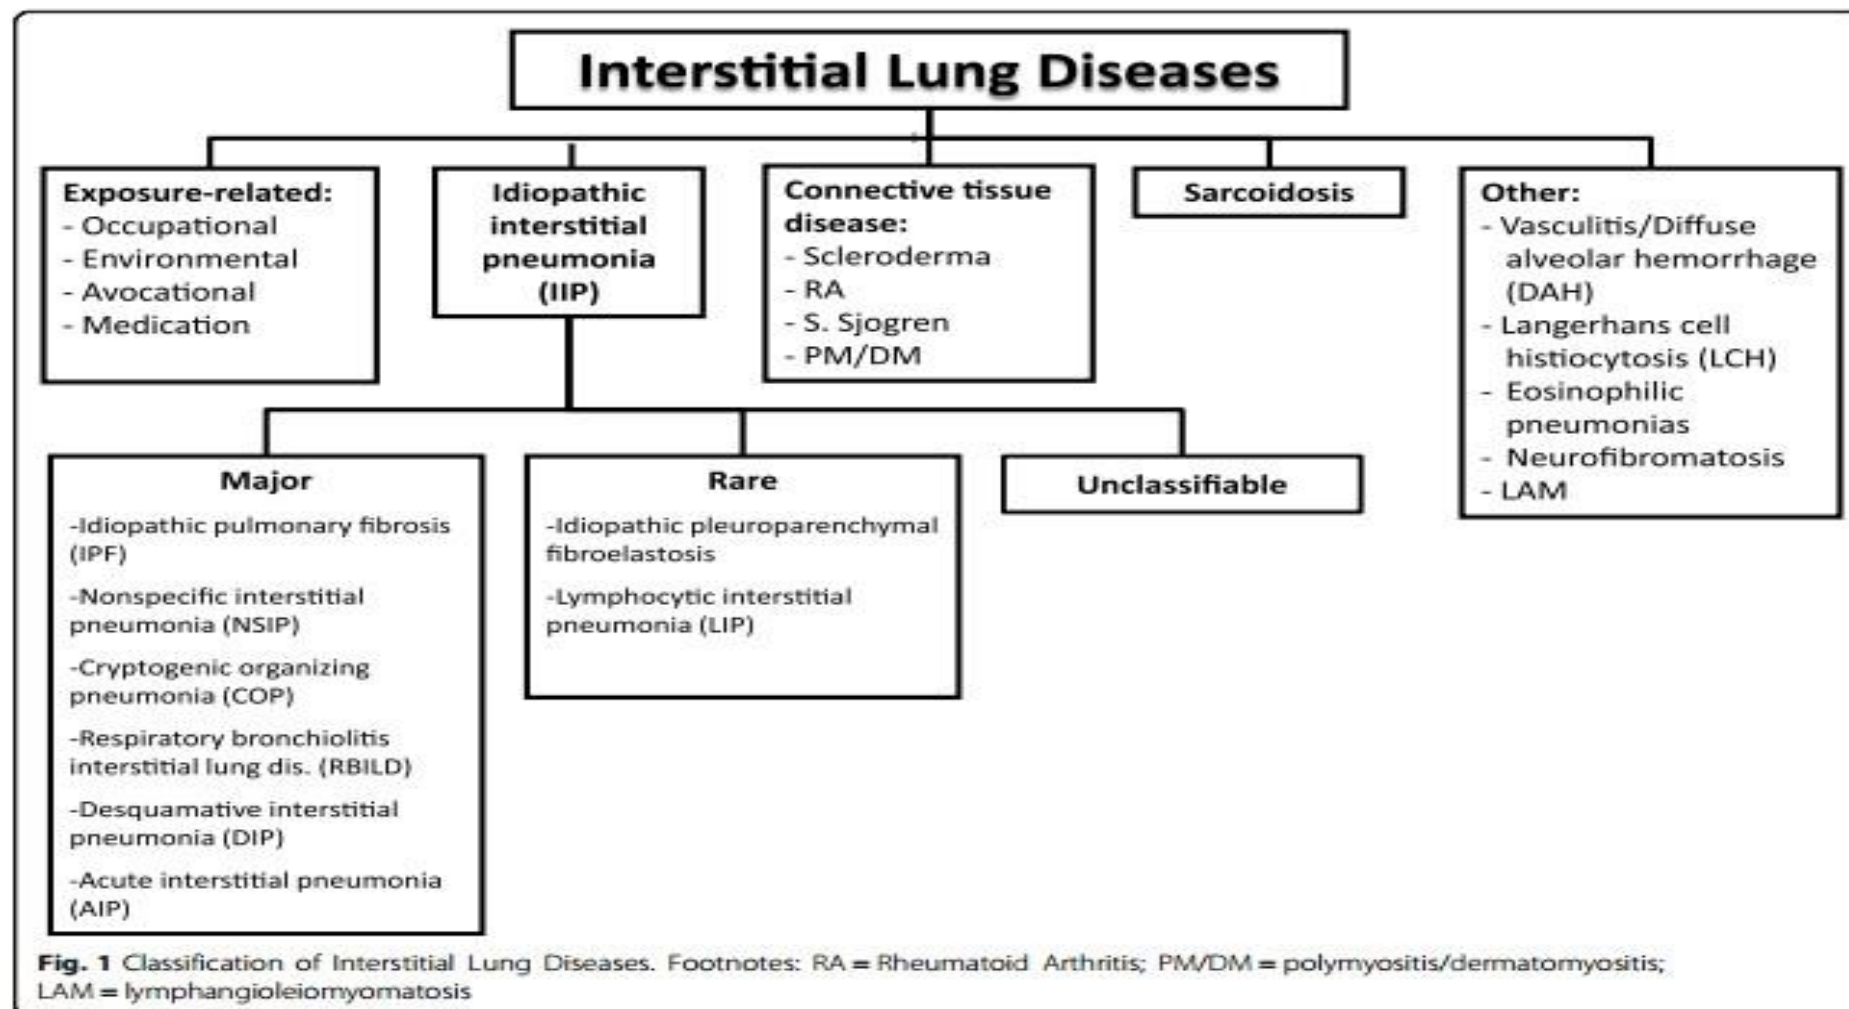 Interstitial Lung Diseases
Exposure-related:
- Occupational
- Environmental
- Avocational
- Medication
Idiopathic
interstitial
pneumonia
(IIP)
Connective tissue
disease:
- Scleroderma
- RA
- S. Sjogren
- PM/DM
Sarcoidosis
Other:
- Vasculitis/Diffuse
alveolar hemorrhage
(DAH)
- Langerhans cell
histiocytosis (LCH)
- Eosinophilic
pneumonias
- Neurofibromatosis
- LAM
Major
-Idiopathic pulmonary fibrosis
(IPF)
-Nonspecific interstitial
pneumonia (NSIP)
-Cryptogenic organizing
pneumonia (COP)
-Respiratory bronchiolitis
interstitial lung dis. (RBILD)
-Desquamative interstitial
pneumonia (DIP)
-Acute interstitial pneumonia
(AIP)
Rare
-Idiopathic pleuroparenchymal
fibroelastosis
-Lymphocytic interstitial
pneumonia (LIP)
Unclassifiable
Fig. 1 Classification of Interstitial Lung Diseases. Footnotes: RA = Rheumatoid Arthritis; PM/DM = polymyositis/dermatomyositis;
LAM = lymphangioleiomyomatosis